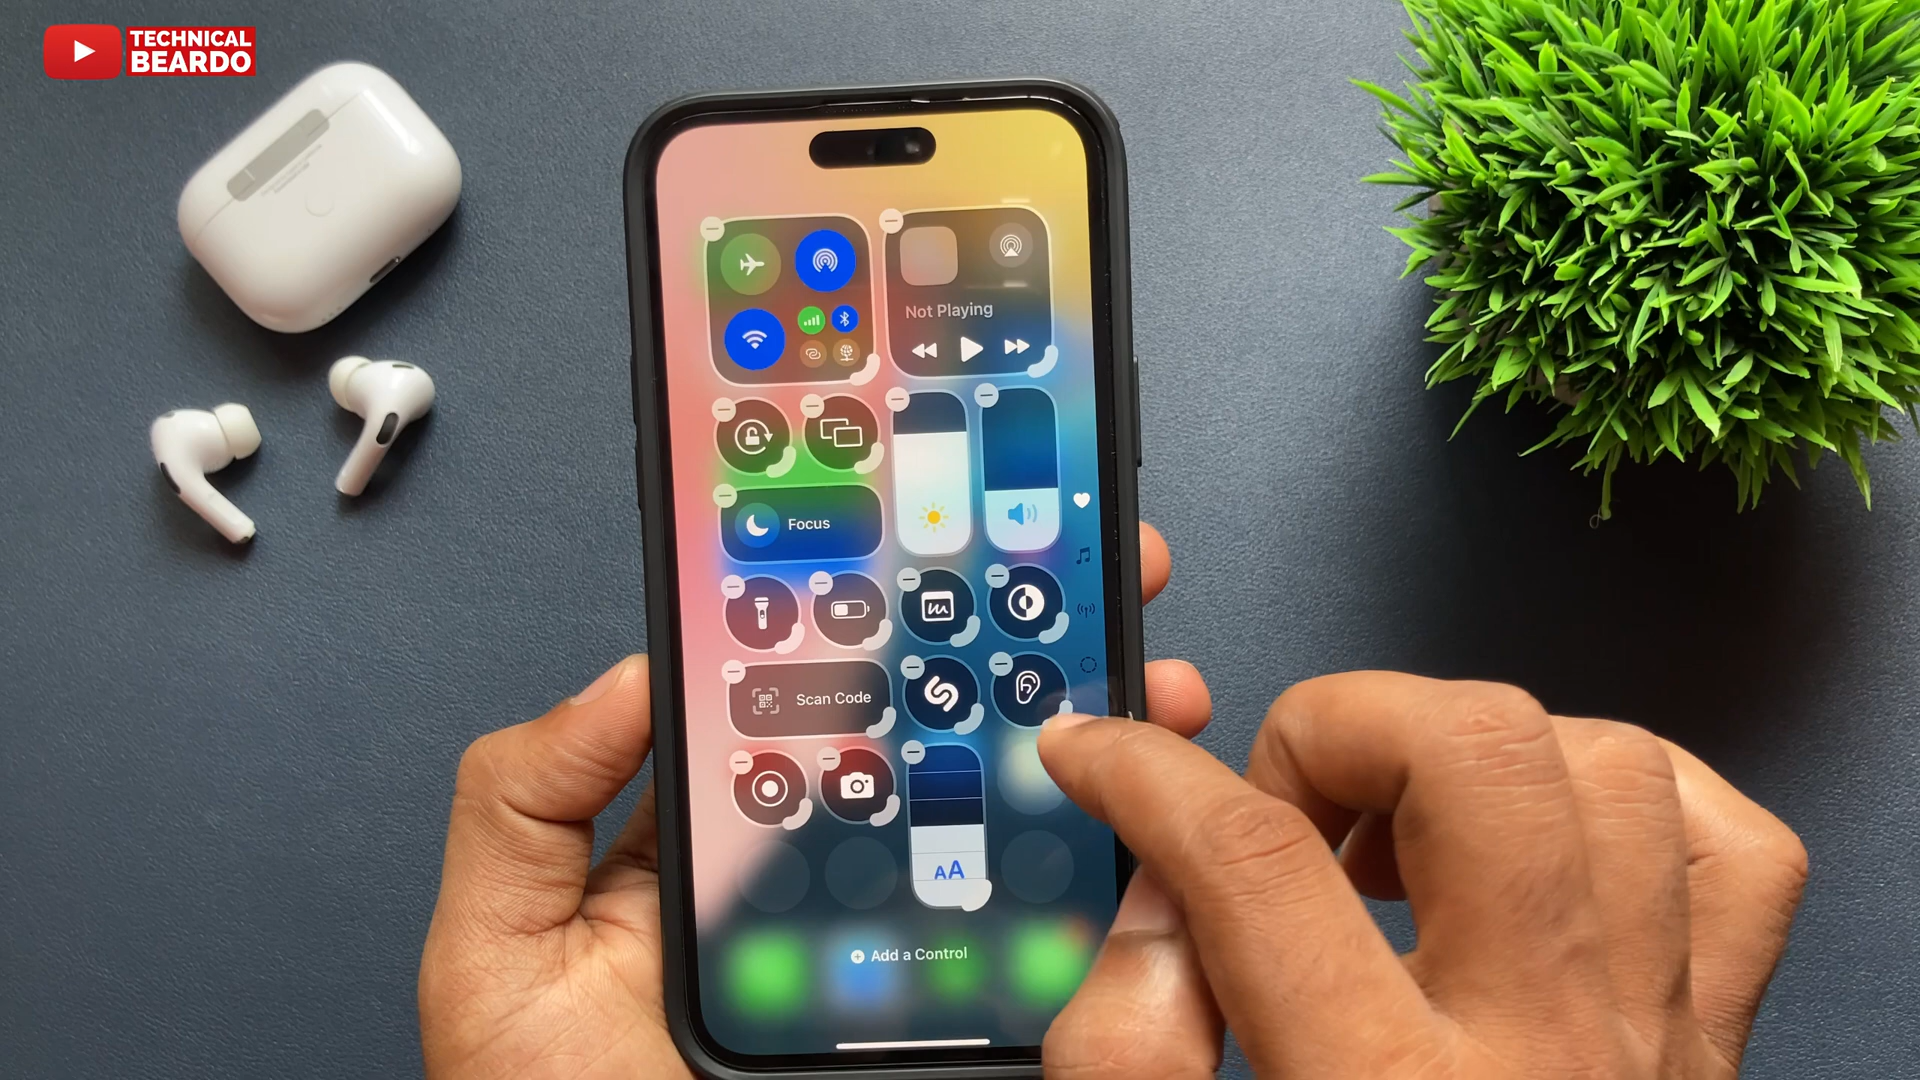 TECHNICAL
BEARDO
Not Playing
Focus
Scan Code
AA
Add a Control